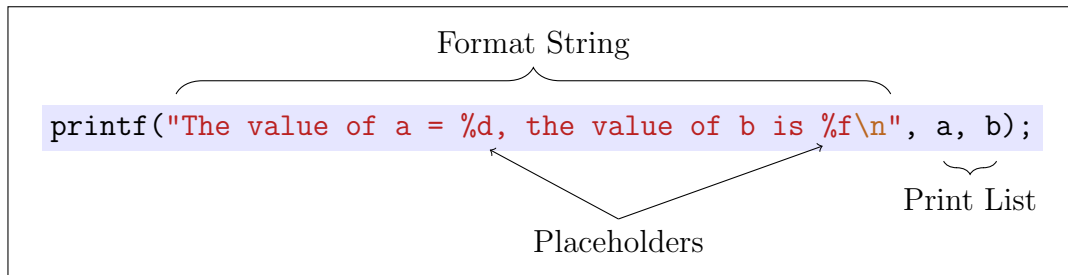 Format String
printf("The value of a = %d, the value of b is %f\n", a, b);
Print List
Placeholders